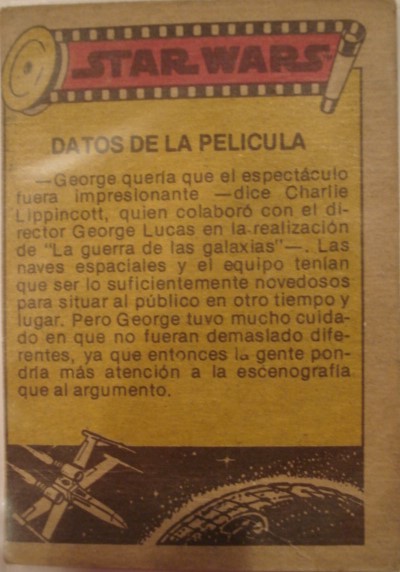 STAR WARS
DATOS DE LA PELICULA
—George quería que el espectáculo
fuera impresionante —dice Charlie
Lippincott, quien colaboró con el di-
rector George Lucas en la realización
de "La guerra de las galaxias"—. Las
naves espaciales y el equipo tenían
que ser lo suficientemente novedosos
para situar al público en otro tiempo y
lugar. Pero George tuvo mucho cuida-
do en que no fueran demasiado dife-
rentes, ya que entonces la gente pon-
dría más atención a la escenografía
que al argumento.